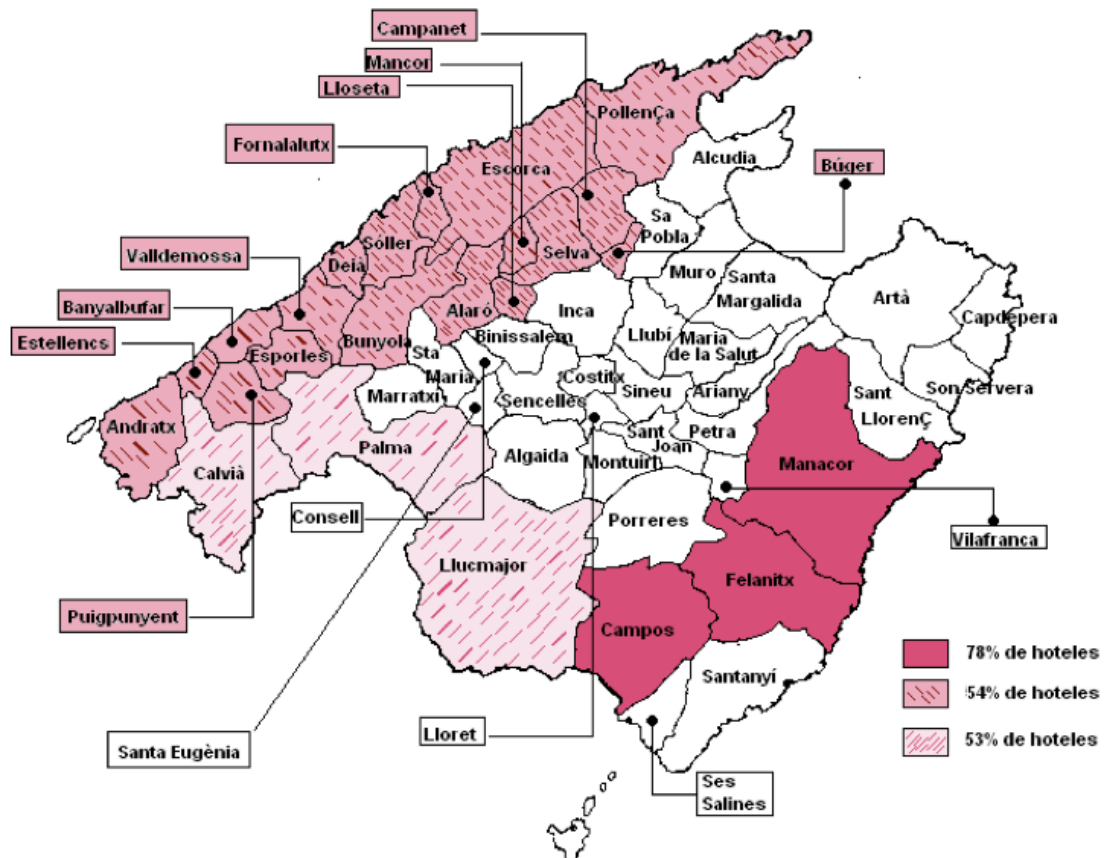 Campanet
Mancor
Lloseta
PollenÇa
Fornalalutx
Alcudia
Búger
Escorca
Sa
Pobla
Valldemossa
Sóller
Selva
Deià
Muro
Santa
Margalida
Artà
Banyalbufar
Alaró
Inca
Capdepera
Estellencs
Esporles
Bunyola
Binissalem
Llubí
Maria
de la Salut
Sta
Maria
Costitx
Sineu
Ariany
Sant
LlorenÇ
Son Servera
Marratxi
Sencelles
Andratx
Palma
Sant
Joan
Petra
Calvià
Algaida
Montuiri
Manacor
Consell
Porreres
Vilafranca
Llucmajor
Felanitx
Puigpunyent
Campos
78% de hoteles
Santanyí
54% de hoteles
Santa Eugènia
Lloret
53% de hoteles
Ses
Salines